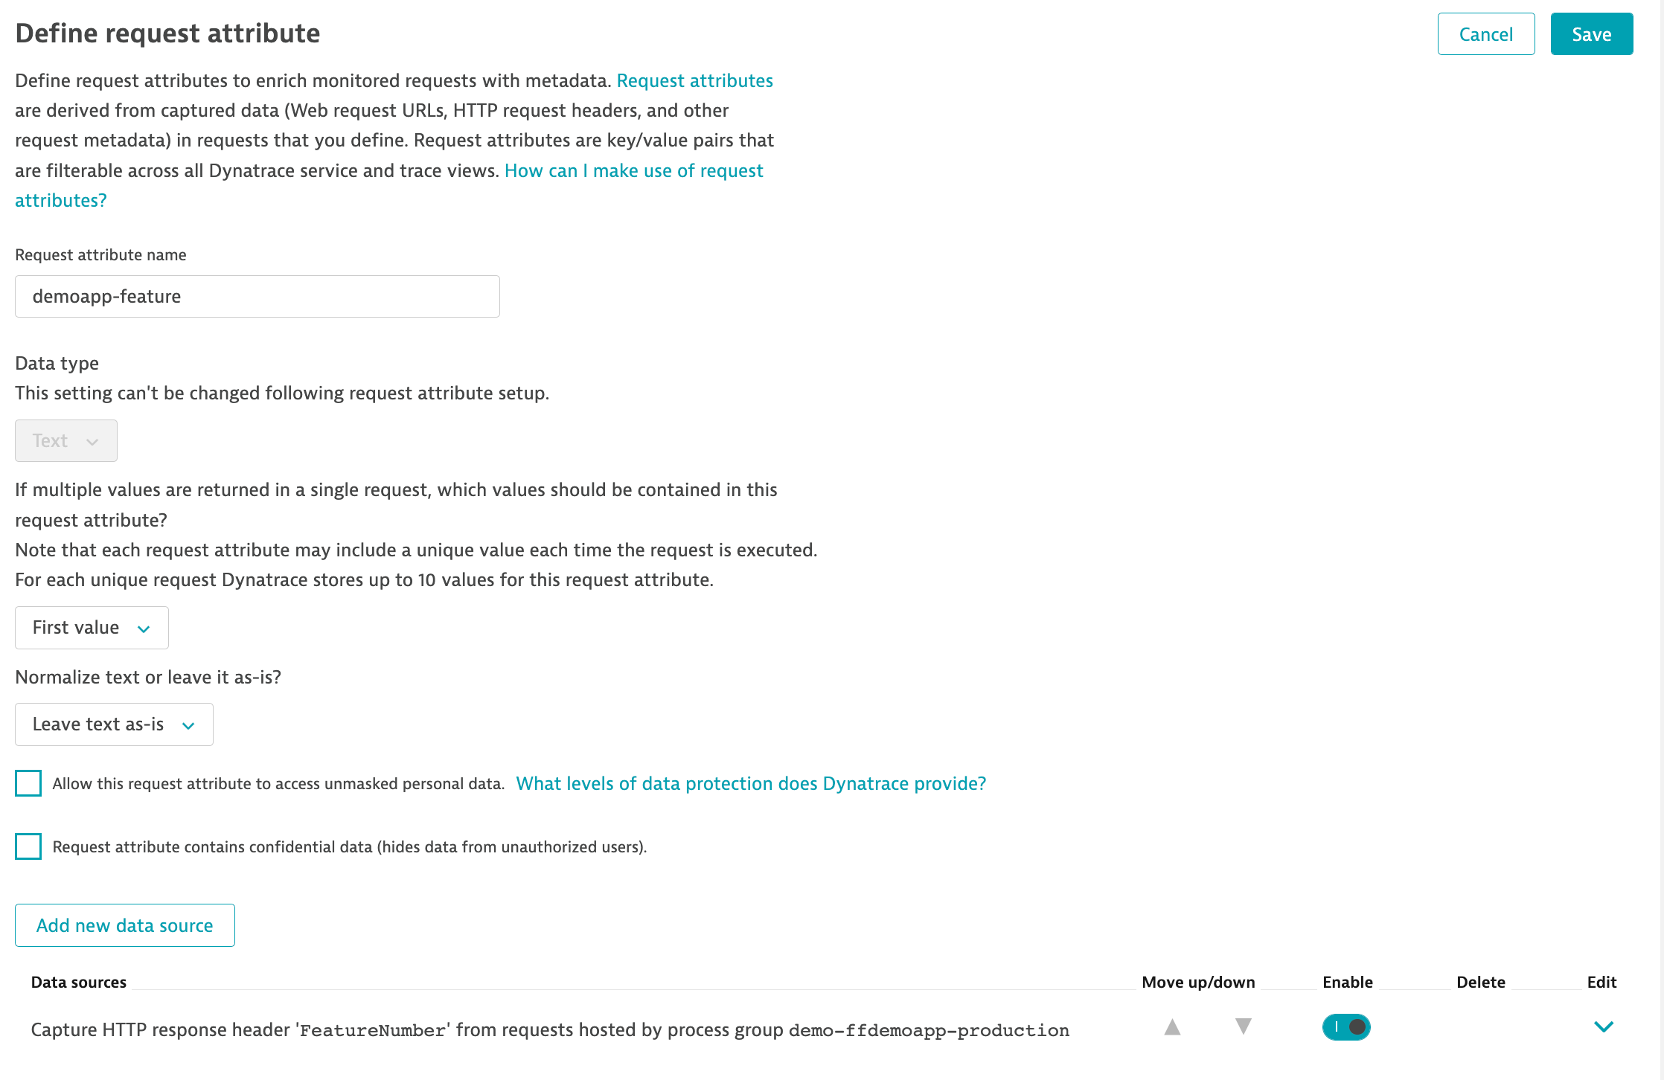 Define request attribute
Cancel
Save
Define request attributes to enrich monitored requests with metadata. Request attributes
are derived from captured data (Web request URLs, HTTP request headers, and other
request metadata) in requests that you define. Request attributes are key/value pairs that
are filterable across all Dynatrace service and trace views. How can I make use of request
attributes?
Request attribute name
demoapp-feature
Data type
This setting can't be changed following request attribute setup.
Text
If multiple values are returned in a single request, which values should be contained in this
request attribute?
Note that each request attribute may include a unique value each time the request is executed.
For each unique request Dynatrace stores up to 10 values for this request attribute.
First value
Normalize text or leave it as-is?
Leave text as-is
Allow this request attribute to access unmasked personal data. What levels of data protection does Dynatrace provide?
Request attribute contains confidential data (hides data from unauthorized users).
Add new data source
Data sources Move up/down Enable Delete Edit
Capture HTTP response header 'FeatureNumber' from requests hosted by process group demo-ffdemoapp-production